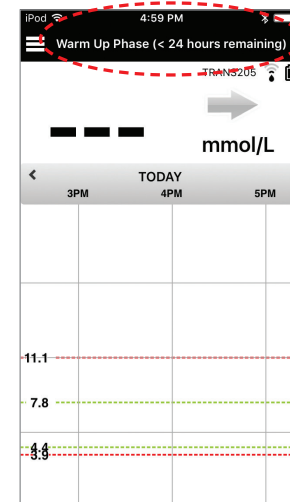 iPod 4:59 PM
Warm Up Phase (< 24 hours remaining)
TRAN3205
--- mmol/L
< TODAY
3PM 4PM 5PM
11.1
7.8
4.4
3.9